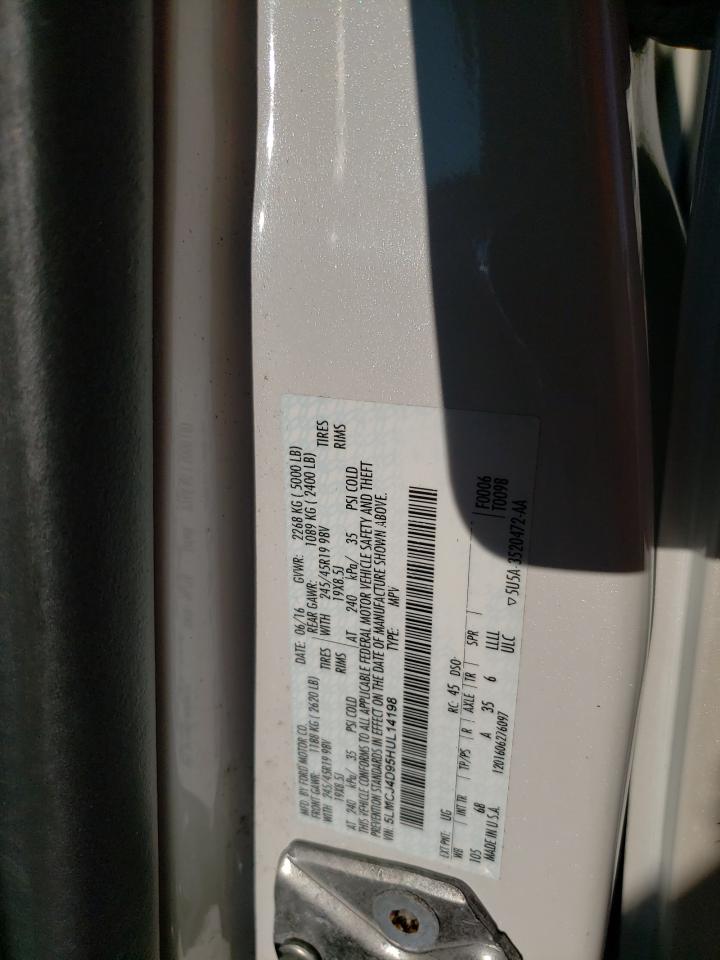 MFD. BY FORD MOTOR CO.
DATE: 06/16 GVWR: 2268 KG ( 5000 LB)
FRONT GAWR: 1188 KG ( 2620 LB) REAR GAWR: 1089 KG ( 2400 LB)
WITH 245/45R19 98V TIRES WITH 245/45R19 98V TIRES
19X8.5J RIMS 19X8.5J RIMS
AT 240 kPa/ 35 PSI COLD AT 240 kPa/ 35 PSI COLD
THIS VEHICLE CONFORMS TO ALL APPLICABLE FEDERAL MOTOR VEHICLE SAFETY AND THEFT
PREVENTION STANDARDS IN EFFECT ON THE DATE OF MANUFACTURE SHOWN ABOVE.
VIN: 5LMCJ4D95HUL14198 TYPE: MPV
EXT PNT: UG RC: 45 DSO: F0006
T0098
WB INT TR TP/PS R AXLE TR SPR
105 68 A 35 6 LLLL
ULC
MADE IN U.S.A. 1201606276097
5U5A-3520472-AA